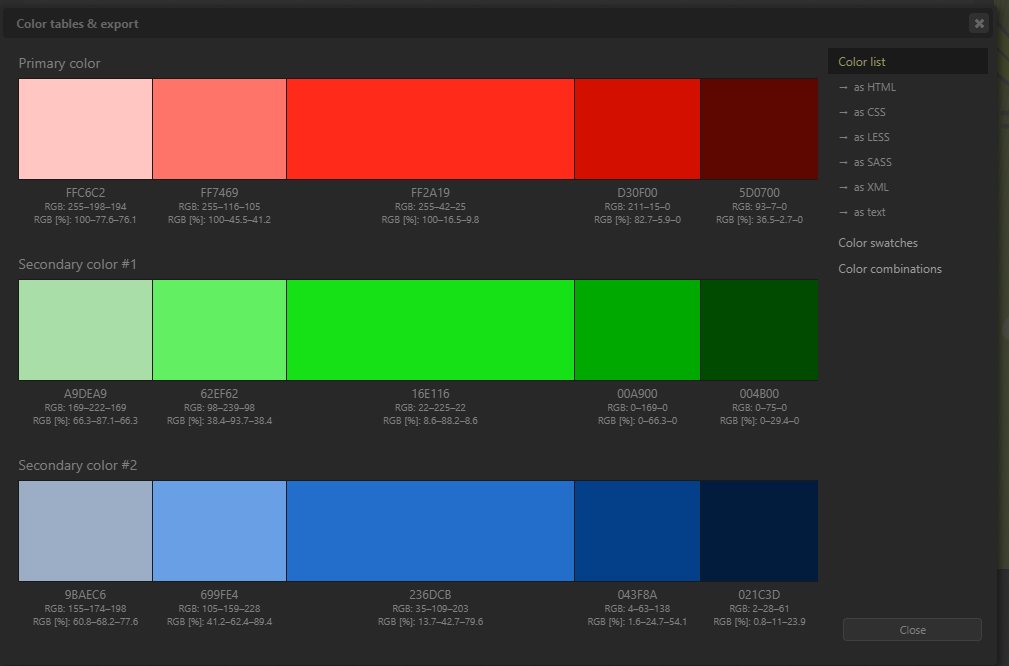 Color tables & export
Primary color
FFC6C2 FF7469 FF2A19 D30F00 5D0700
RGB: 255–198–194 RGB: 255–116–105 RGB: 255–42–25 RGB: 211–15–0 RGB: 93–7–0
RGB [%]: 100–77.6–76.1 RGB [%]: 100–45.5–41.2 RGB [%]: 100–16.5–9.8 RGB [%]: 82.7–5.9–0 RGB [%]: 36.5–2.7–0
Secondary color #1
A9DEA9 62EF62 16E116 00A900 004B00
RGB: 169–222–169 RGB: 98–239–98 RGB: 22–225–22 RGB: 0–169–0 RGB: 0–75–0
RGB [%]: 66.3–87.1–66.3 RGB [%]: 38.4–93.7–38.4 RGB [%]: 8.6–88.2–8.6 RGB [%]: 0–66.3–0 RGB [%]: 0–29.4–0
Secondary color #2
9BAEC6 699FE4 236DCB 043F8A 021C3D
RGB: 155–174–198 RGB: 105–159–228 RGB: 35–109–203 RGB: 4–63–138 RGB: 2–28–61
RGB [%]: 60.8–68.2–77.6 RGB [%]: 41.2–62.4–89.4 RGB [%]: 13.7–42.7–79.6 RGB [%]: 1.6–24.7–54.1 RGB [%]: 0.8–11–23.9
Color list
→ as HTML
→ as CSS
→ as LESS
→ as SASS
→ as XML
→ as text
Color swatches
Color combinations
Close